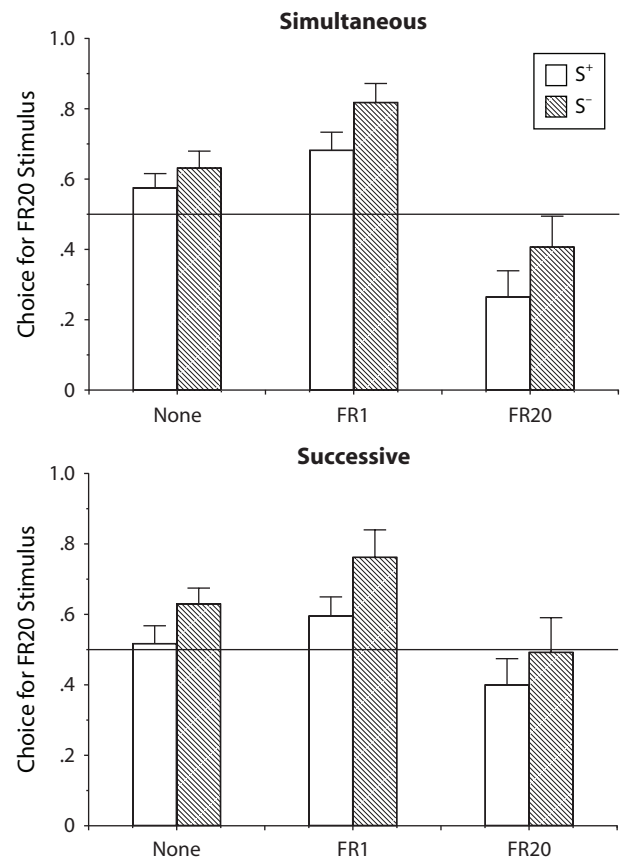 Simultaneous
1.0
.8
.6
.4
.2
0
Choice for FR20 Stimulus
S+
S−
None FR1 FR20
Successive
1.0
.8
.6
.4
.2
0
Choice for FR20 Stimulus
None FR1 FR20